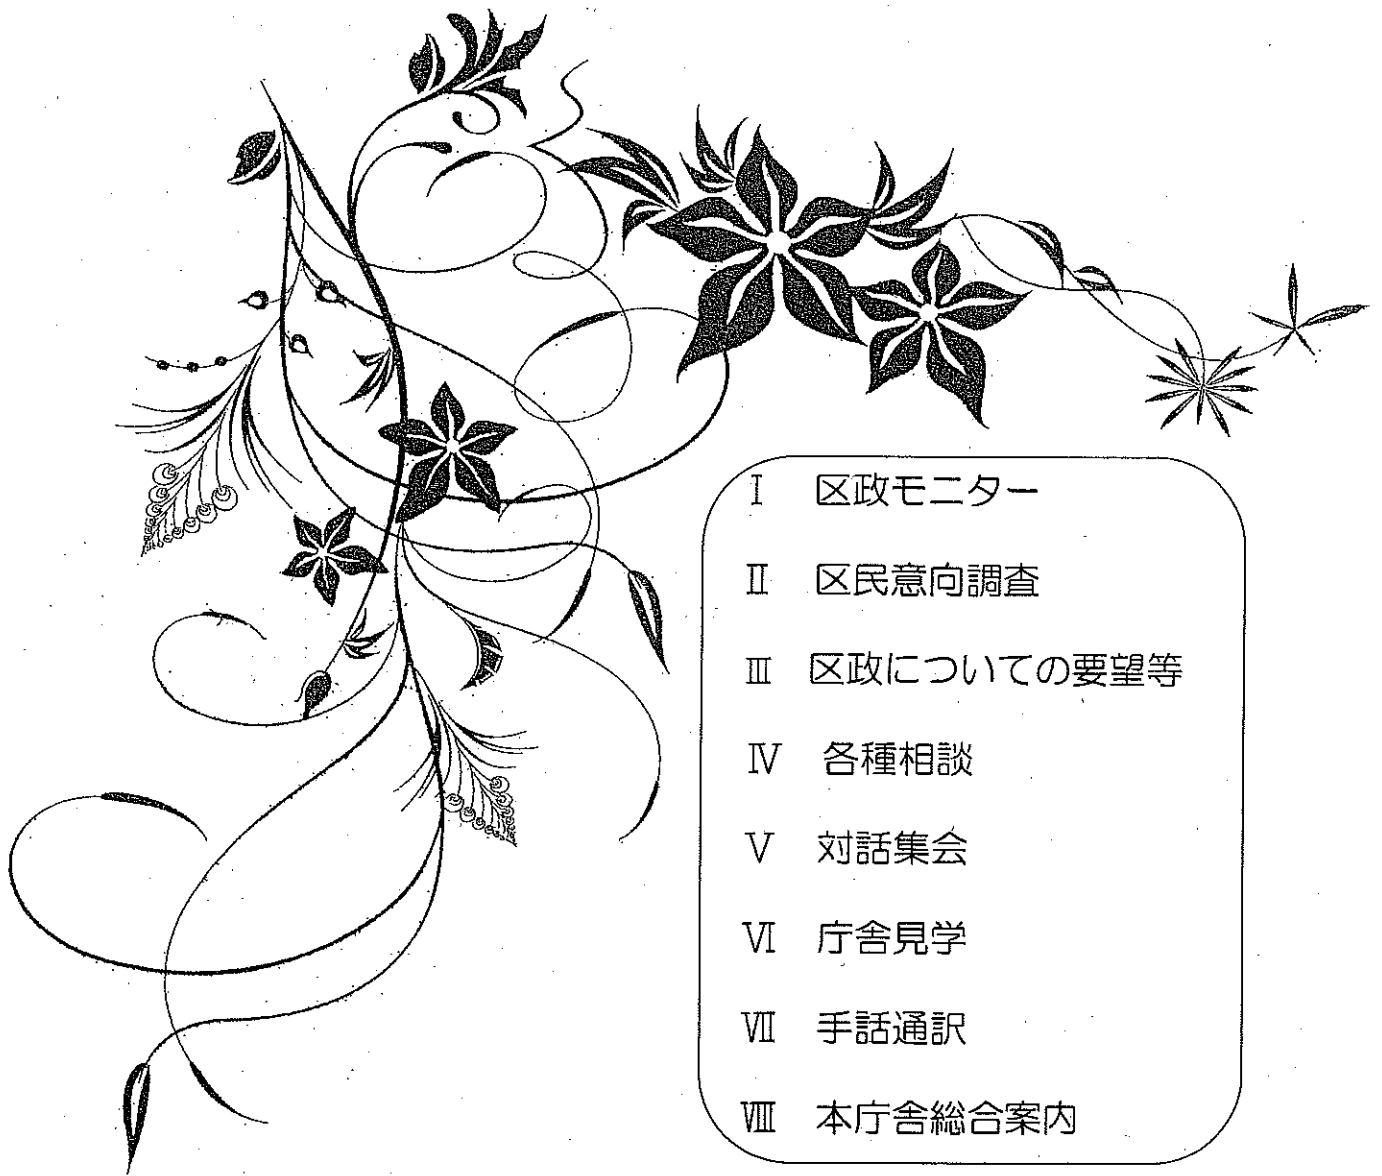 Ⅰ 区政モニター
Ⅱ 区民意向調査
Ⅲ 区政についての要望等
Ⅳ 各種相談
Ⅴ 対話集会
Ⅵ 庁舎見学
Ⅶ 手話通訳
Ⅷ 本庁舎総合案内